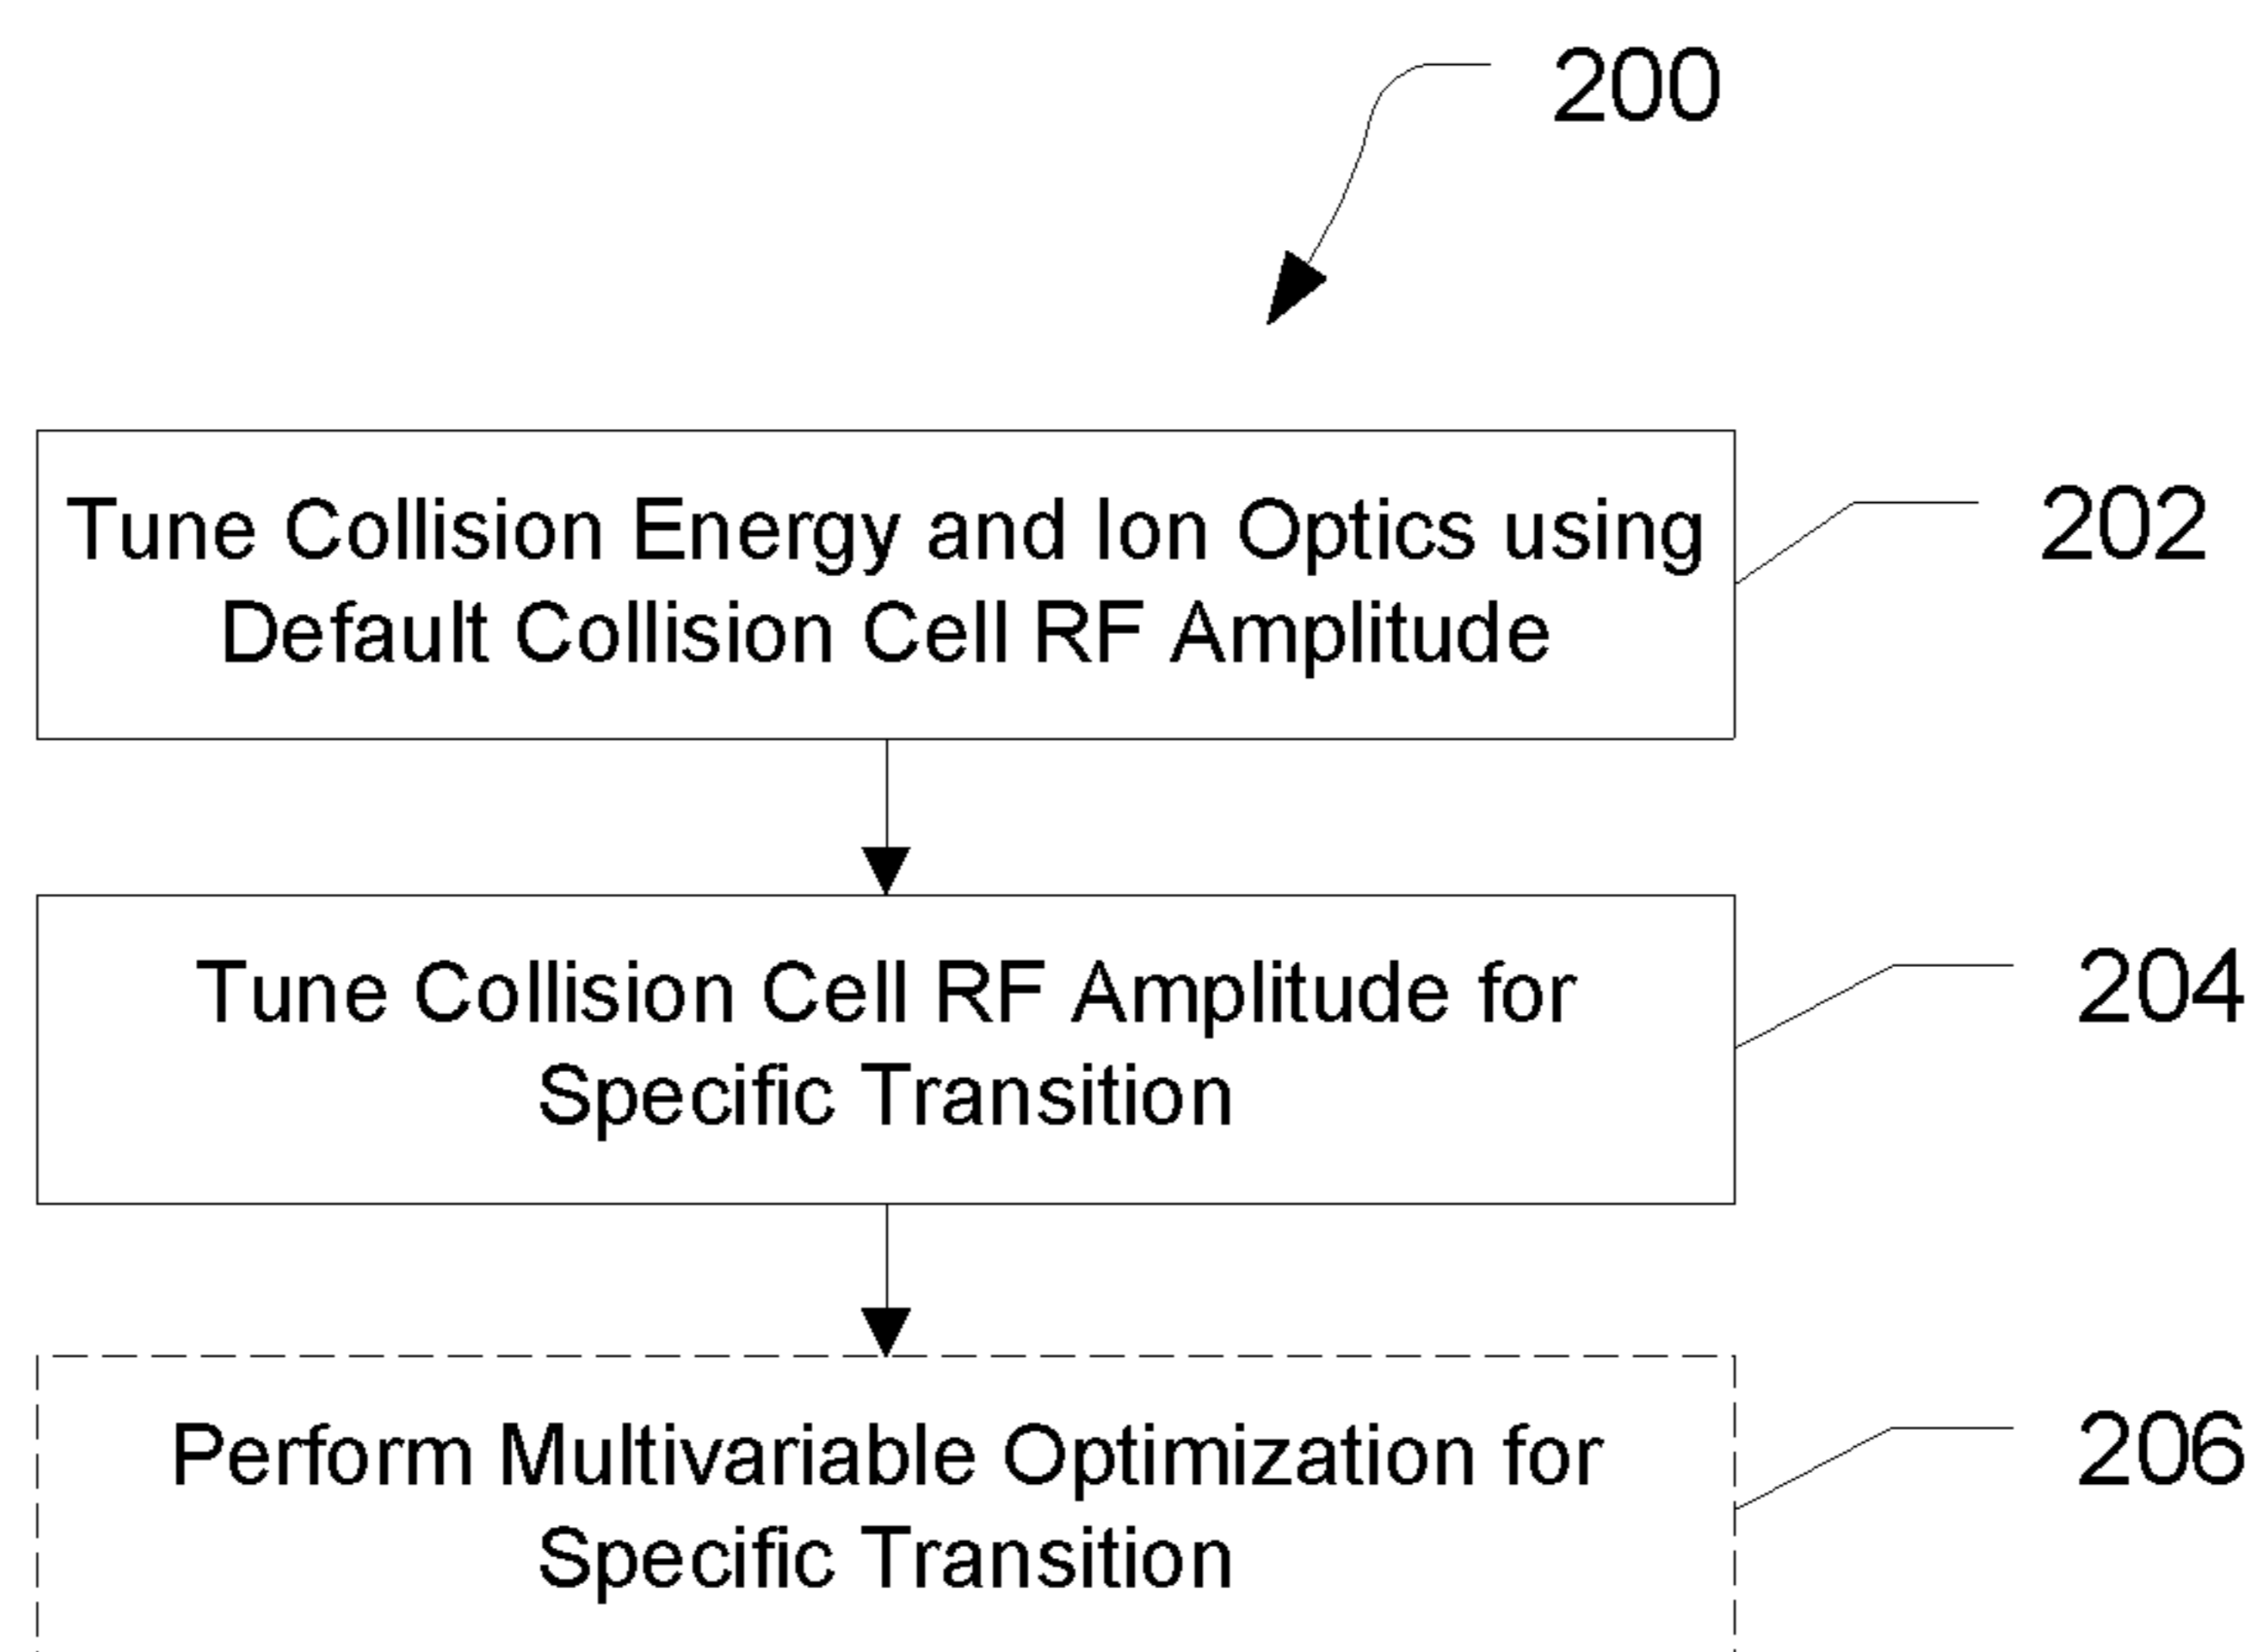 200
Tune Collision Energy and Ion Optics using
Default Collision Cell RF Amplitude
202
Tune Collision Cell RF Amplitude for
Specific Transition
204
Perform Multivariable Optimization for
Specific Transition
206